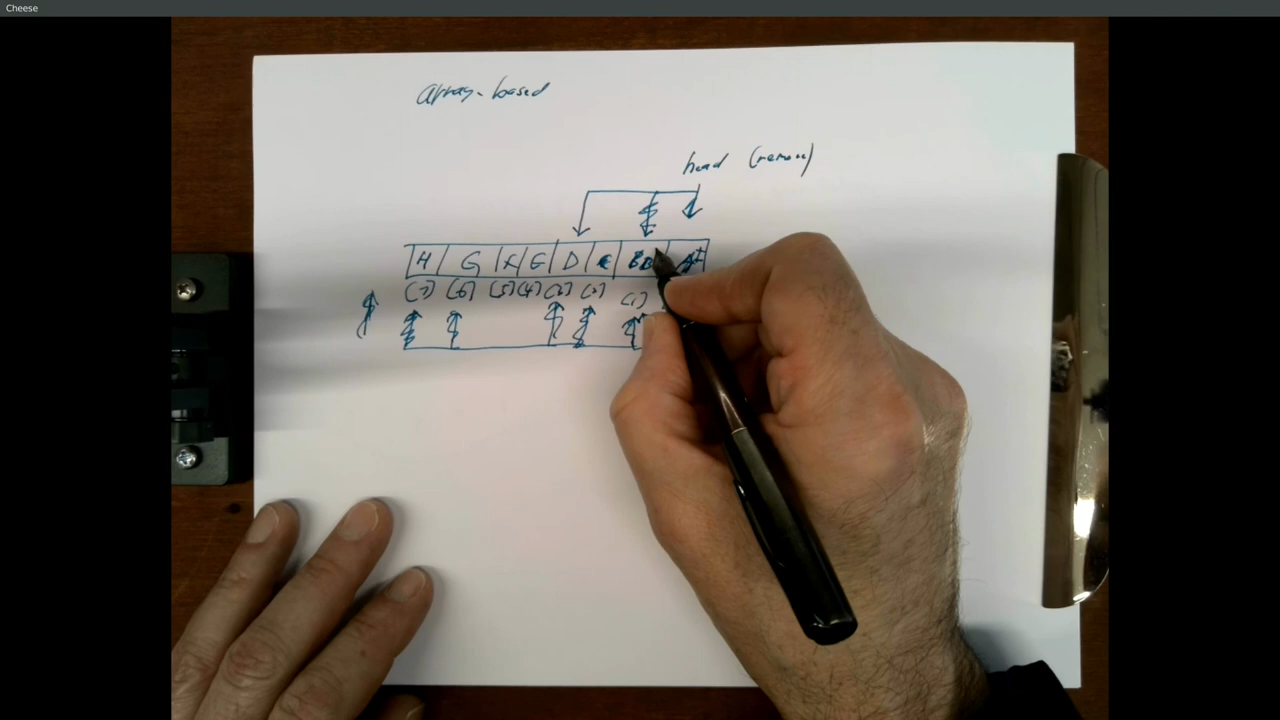 Cheese
array-based
head (remove)
H G F E D C B
(7) (6) (5) (4) (3) (2) (1)